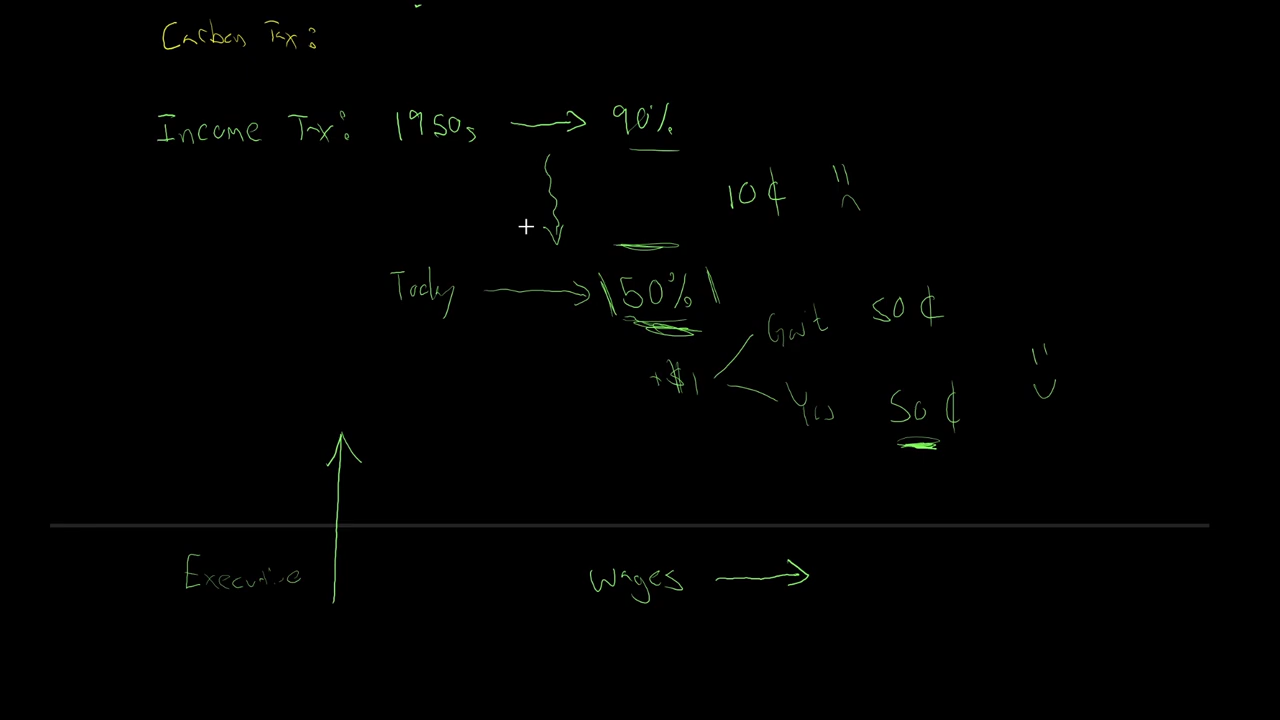 Carbon Tax:
Income Tax: 1950s → 90%
10¢
Today → 50%
Gov't 50¢
+$1
You 50¢
Executive
Wages →